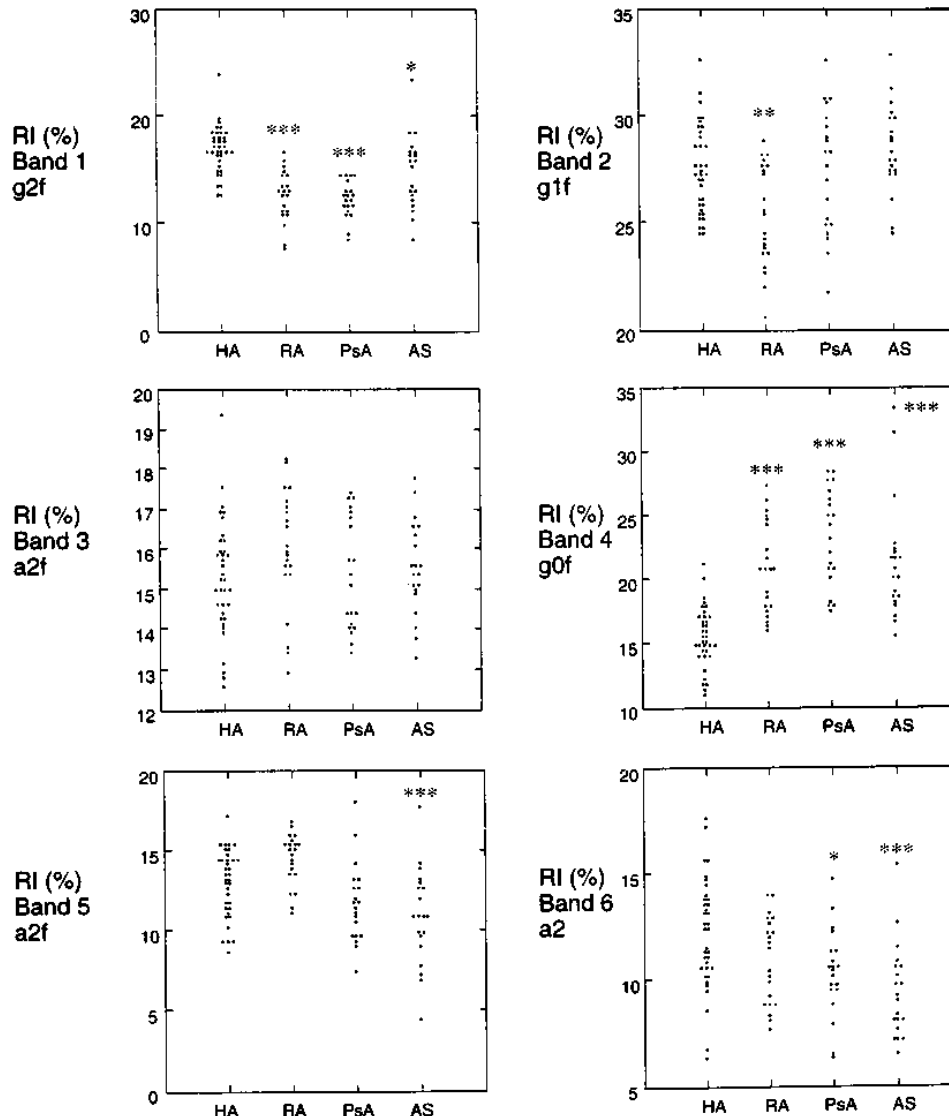 30
20
10
0
RI (%)
Band 1
g2f
*
***
***
HA RA PsA AS
35
30
25
20
RI (%)
Band 2
g1f
**
HA RA PsA AS
20
19
18
17
16
15
14
13
12
RI (%)
Band 3
a2f
HA RA PsA AS
35
30
25
20
15
10
RI (%)
Band 4
g0f
***
***
***
HA RA PsA AS
20
15
10
5
0
RI (%)
Band 5
a2f
***
HA RA PsA AS
20
15
10
5
RI (%)
Band 6
a2
*
***
HA RA PsA AS